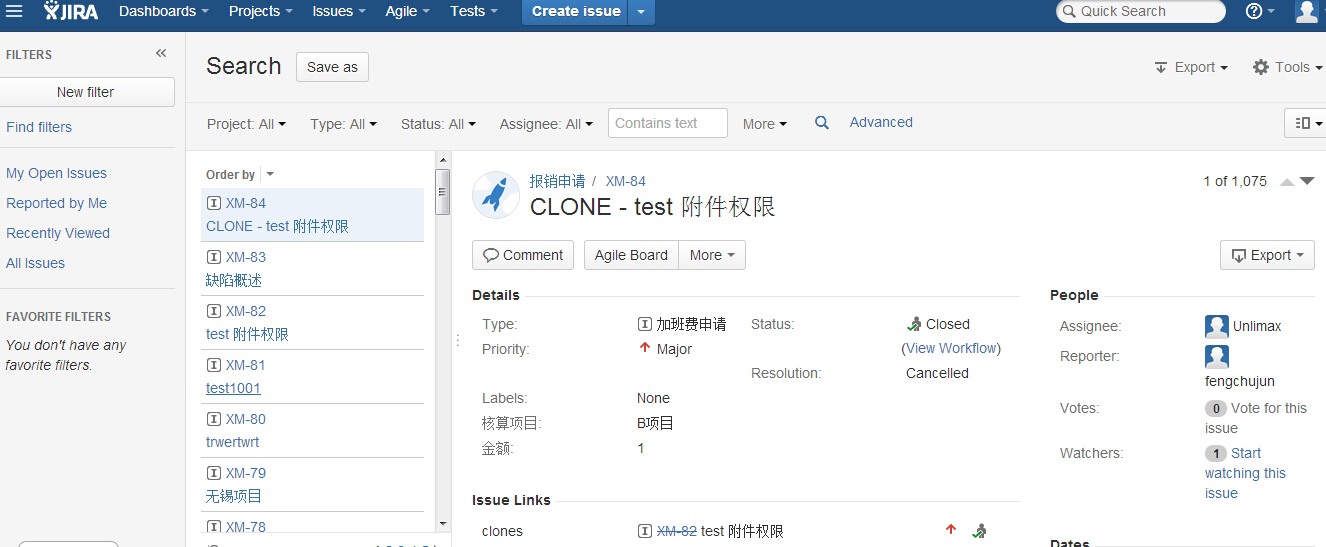 JIRA Dashboards Projects Issues Agile Tests Create issue Quick Search
FILTERS
New filter
Find filters
My Open Issues
Reported by Me
Recently Viewed
All Issues
FAVORITE FILTERS
You don't have any
favorite filters.
Search Save as Export Tools
Project: All Type: All Status: All Assignee: All Contains text More Advanced
Order by
XM-84
CLONE - test 附件权限
XM-83
缺陷概述
XM-82
test 附件权限
XM-81
test1001
XM-80
trwertwrt
XM-79
无锡项目
XM-78
报销申请 / XM-84
1 of 1,075
CLONE - test 附件权限
Comment Agile Board More Export
Details
Type: 加班费申请 Status: Closed
Priority: Major (View Workflow)
Resolution: Cancelled
Labels: None
核算项目: B项目
金额: 1
Issue Links
clones XM-82 test 附件权限
People
Assignee: Unlimax
Reporter:
fengchujun
Votes: 0 Vote for this
issue
Watchers: 1 Start
watching this
issue
Dates